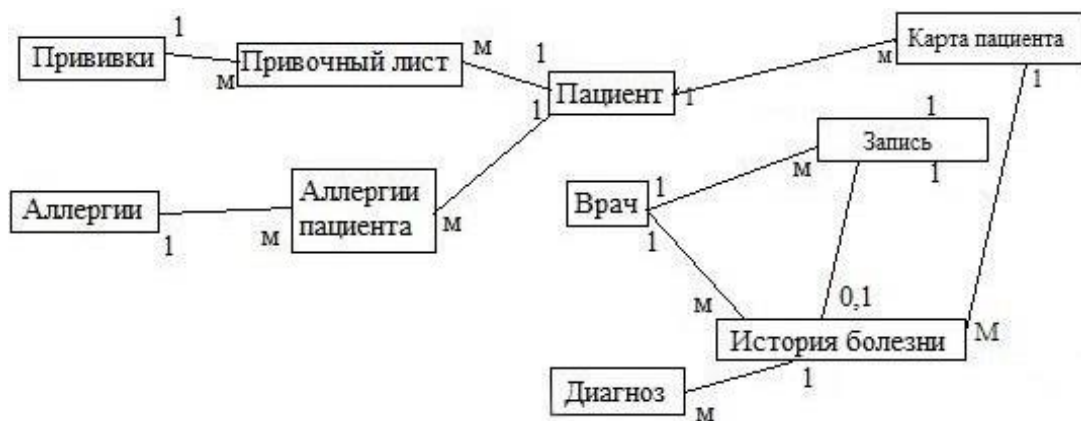 1
Прививки
м
Привочный лист
м
1
Пациент
1
1
м
Карта пациента
1
Аллергии
1
м
Аллергии
пациента
м
1
Запись
1
м
Врач
1
1
м
0,1
История болезни
М
1
Диагноз
м